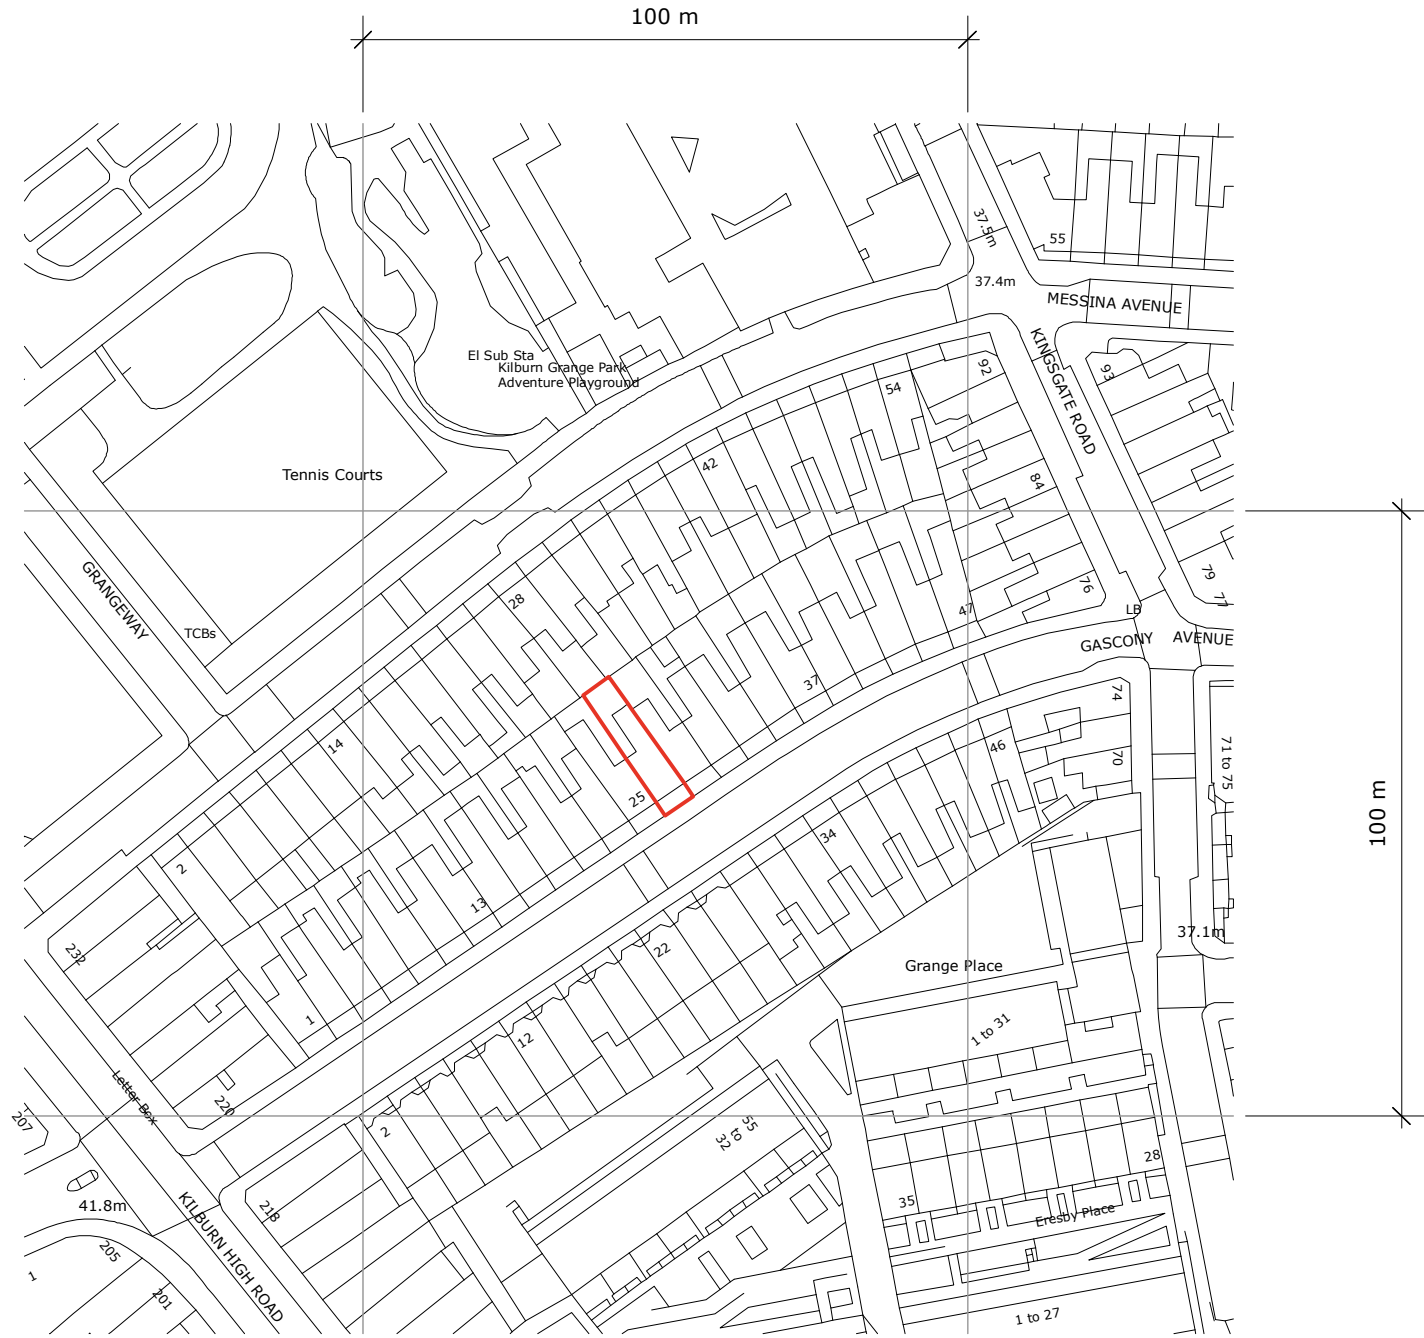 100 m
37.5m
55
37.4m
MESSINA AVENUE
El Sub Sta
Kilburn Grange Park
Adventure Playground
KINGSGATE ROAD
92
93
54
42
Tennis Courts
84
GRANGEWAY
TCBs
28
76
79
77
47
LB
GASCONY AVENUE
37
74
14
46
70
71 to 75
100 m
25
34
2
13
232
22
37.1m
Grange Place
1
12
1 to 31
Letter Box
220
207
2
32 to 55
28
41.8m
218
35
Eresby Place
KILBURN HIGH ROAD
205
1
201
1 to 27